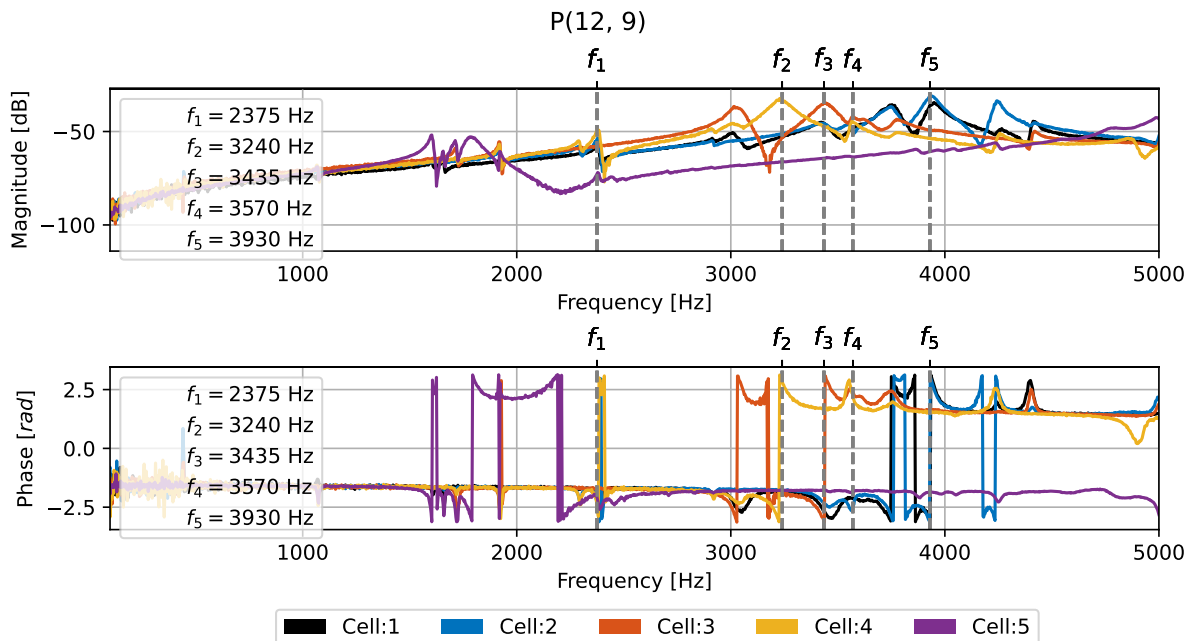 P(12, 9)
f₁ f₂ f₃ f₄ f₅
Magnitude [dB]
−50
−100
f₁ = 2375 Hz
f₂ = 3240 Hz
f₃ = 3435 Hz
f₄ = 3570 Hz
f₅ = 3930 Hz
1000 2000 3000 4000 5000
Frequency [Hz]
f₁ f₂ f₃ f₄ f₅
Phase [rad]
2.5
0.0
−2.5
f₁ = 2375 Hz
f₂ = 3240 Hz
f₃ = 3435 Hz
f₄ = 3570 Hz
f₅ = 3930 Hz
1000 2000 3000 4000 5000
Frequency [Hz]
Cell:1 Cell:2 Cell:3 Cell:4 Cell:5